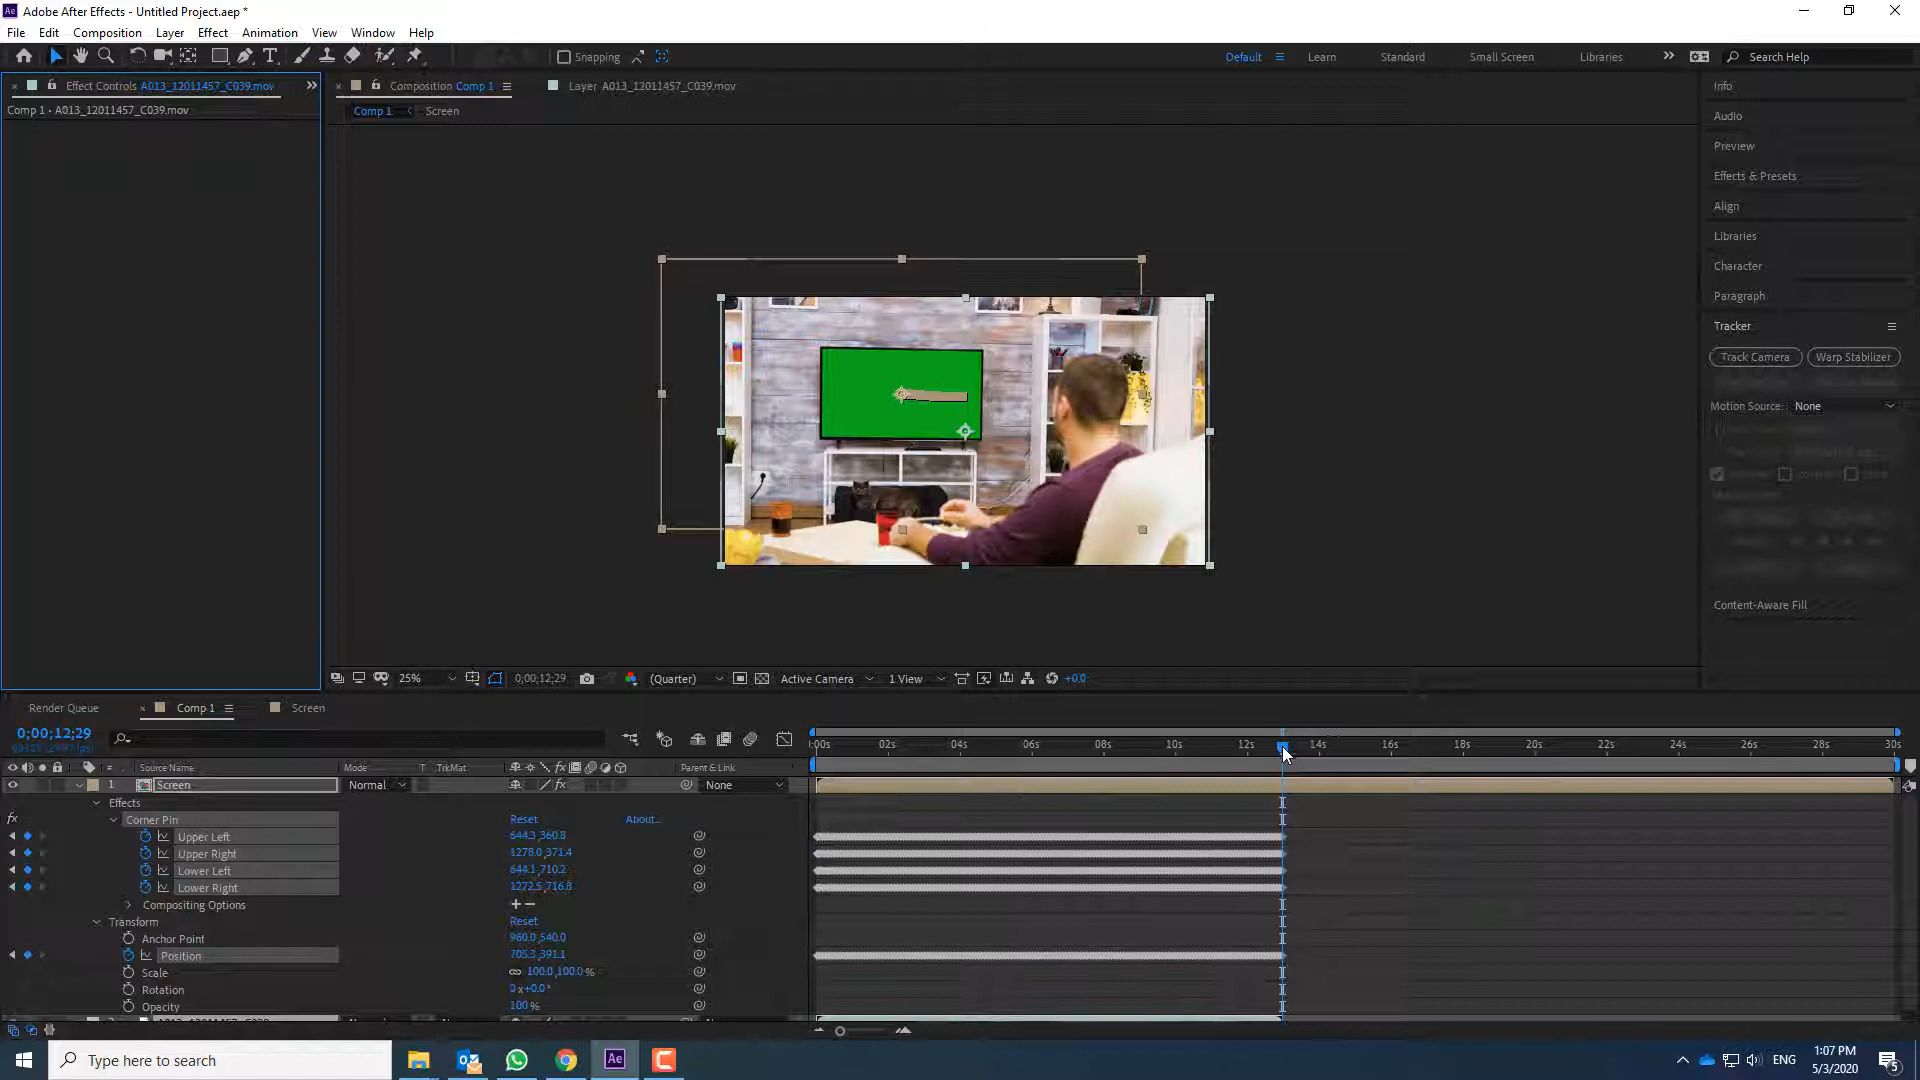 Adobe After Effects - Untitled Project.aep *
File Edit Composition Layer Effect Animation View Window Help
Snapping
Default Learn Standard Small Screen Libraries Search Help
Effect Controls A013_12011457_C039.mov
Comp 1 • A013_12011457_C039.mov
Composition Comp 1
Layer A013_12011457_C039.mov
Comp 1 Screen
Info
Audio
Preview
Effects & Presets
Align
Libraries
Character
Paragraph
Tracker
Track Camera Warp Stabilizer
Motion Source: None
Content-Aware Fill
25% 0;00;12;29 (Quarter) Active Camera 1 View +0.0
Render Queue Comp 1 Screen
0;00;12;29
:00s 02s 04s 06s 08s 10s 12s 14s 16s 18s 20s 22s 24s 26s 28s 30s
# Source Name Mode T TrkMat Parent & Link
1 Screen Normal None
Effects
fx Corner Pin Reset About...
Upper Left 644.3,360.8
Upper Right 1278.0,371.4
Lower Left 644.1,710.2
Lower Right 1272.5,716.8
Compositing Options + −
Transform Reset
Anchor Point 960.0,540.0
Position 705.3,391.1
Scale 100.0,100.0 %
Rotation 0 x+0.0 °
Opacity 100 %
Type here to search
Ae
ENG
1:07 PM
5/3/2020
5